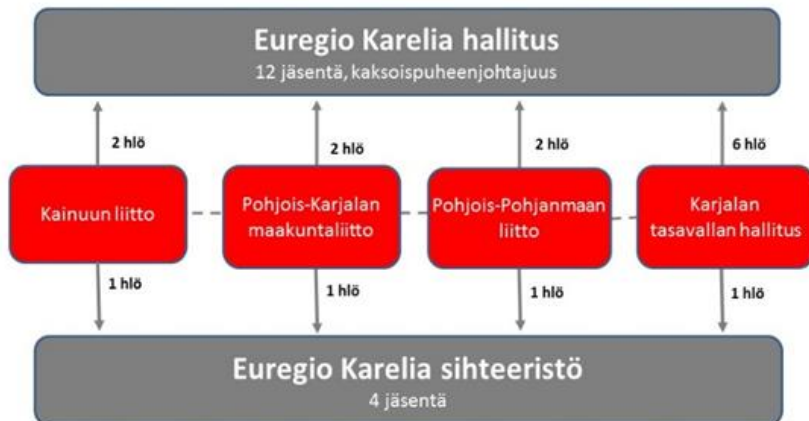 Euregio Karelia hallitus
12 jäsentä, kaksoispuheenjohtajuus
2 hlö
2 hlö
2 hlö
6 hlö
Kainuun liitto
Pohjois-Karjalan
maakuntaliitto
Pohjois-Pohjanmaan
liitto
Karjalan
tasavallan hallitus
1 hlö
1 hlö
1 hlö
1 hlö
Euregio Karelia sihteeristö
4 jäsentä